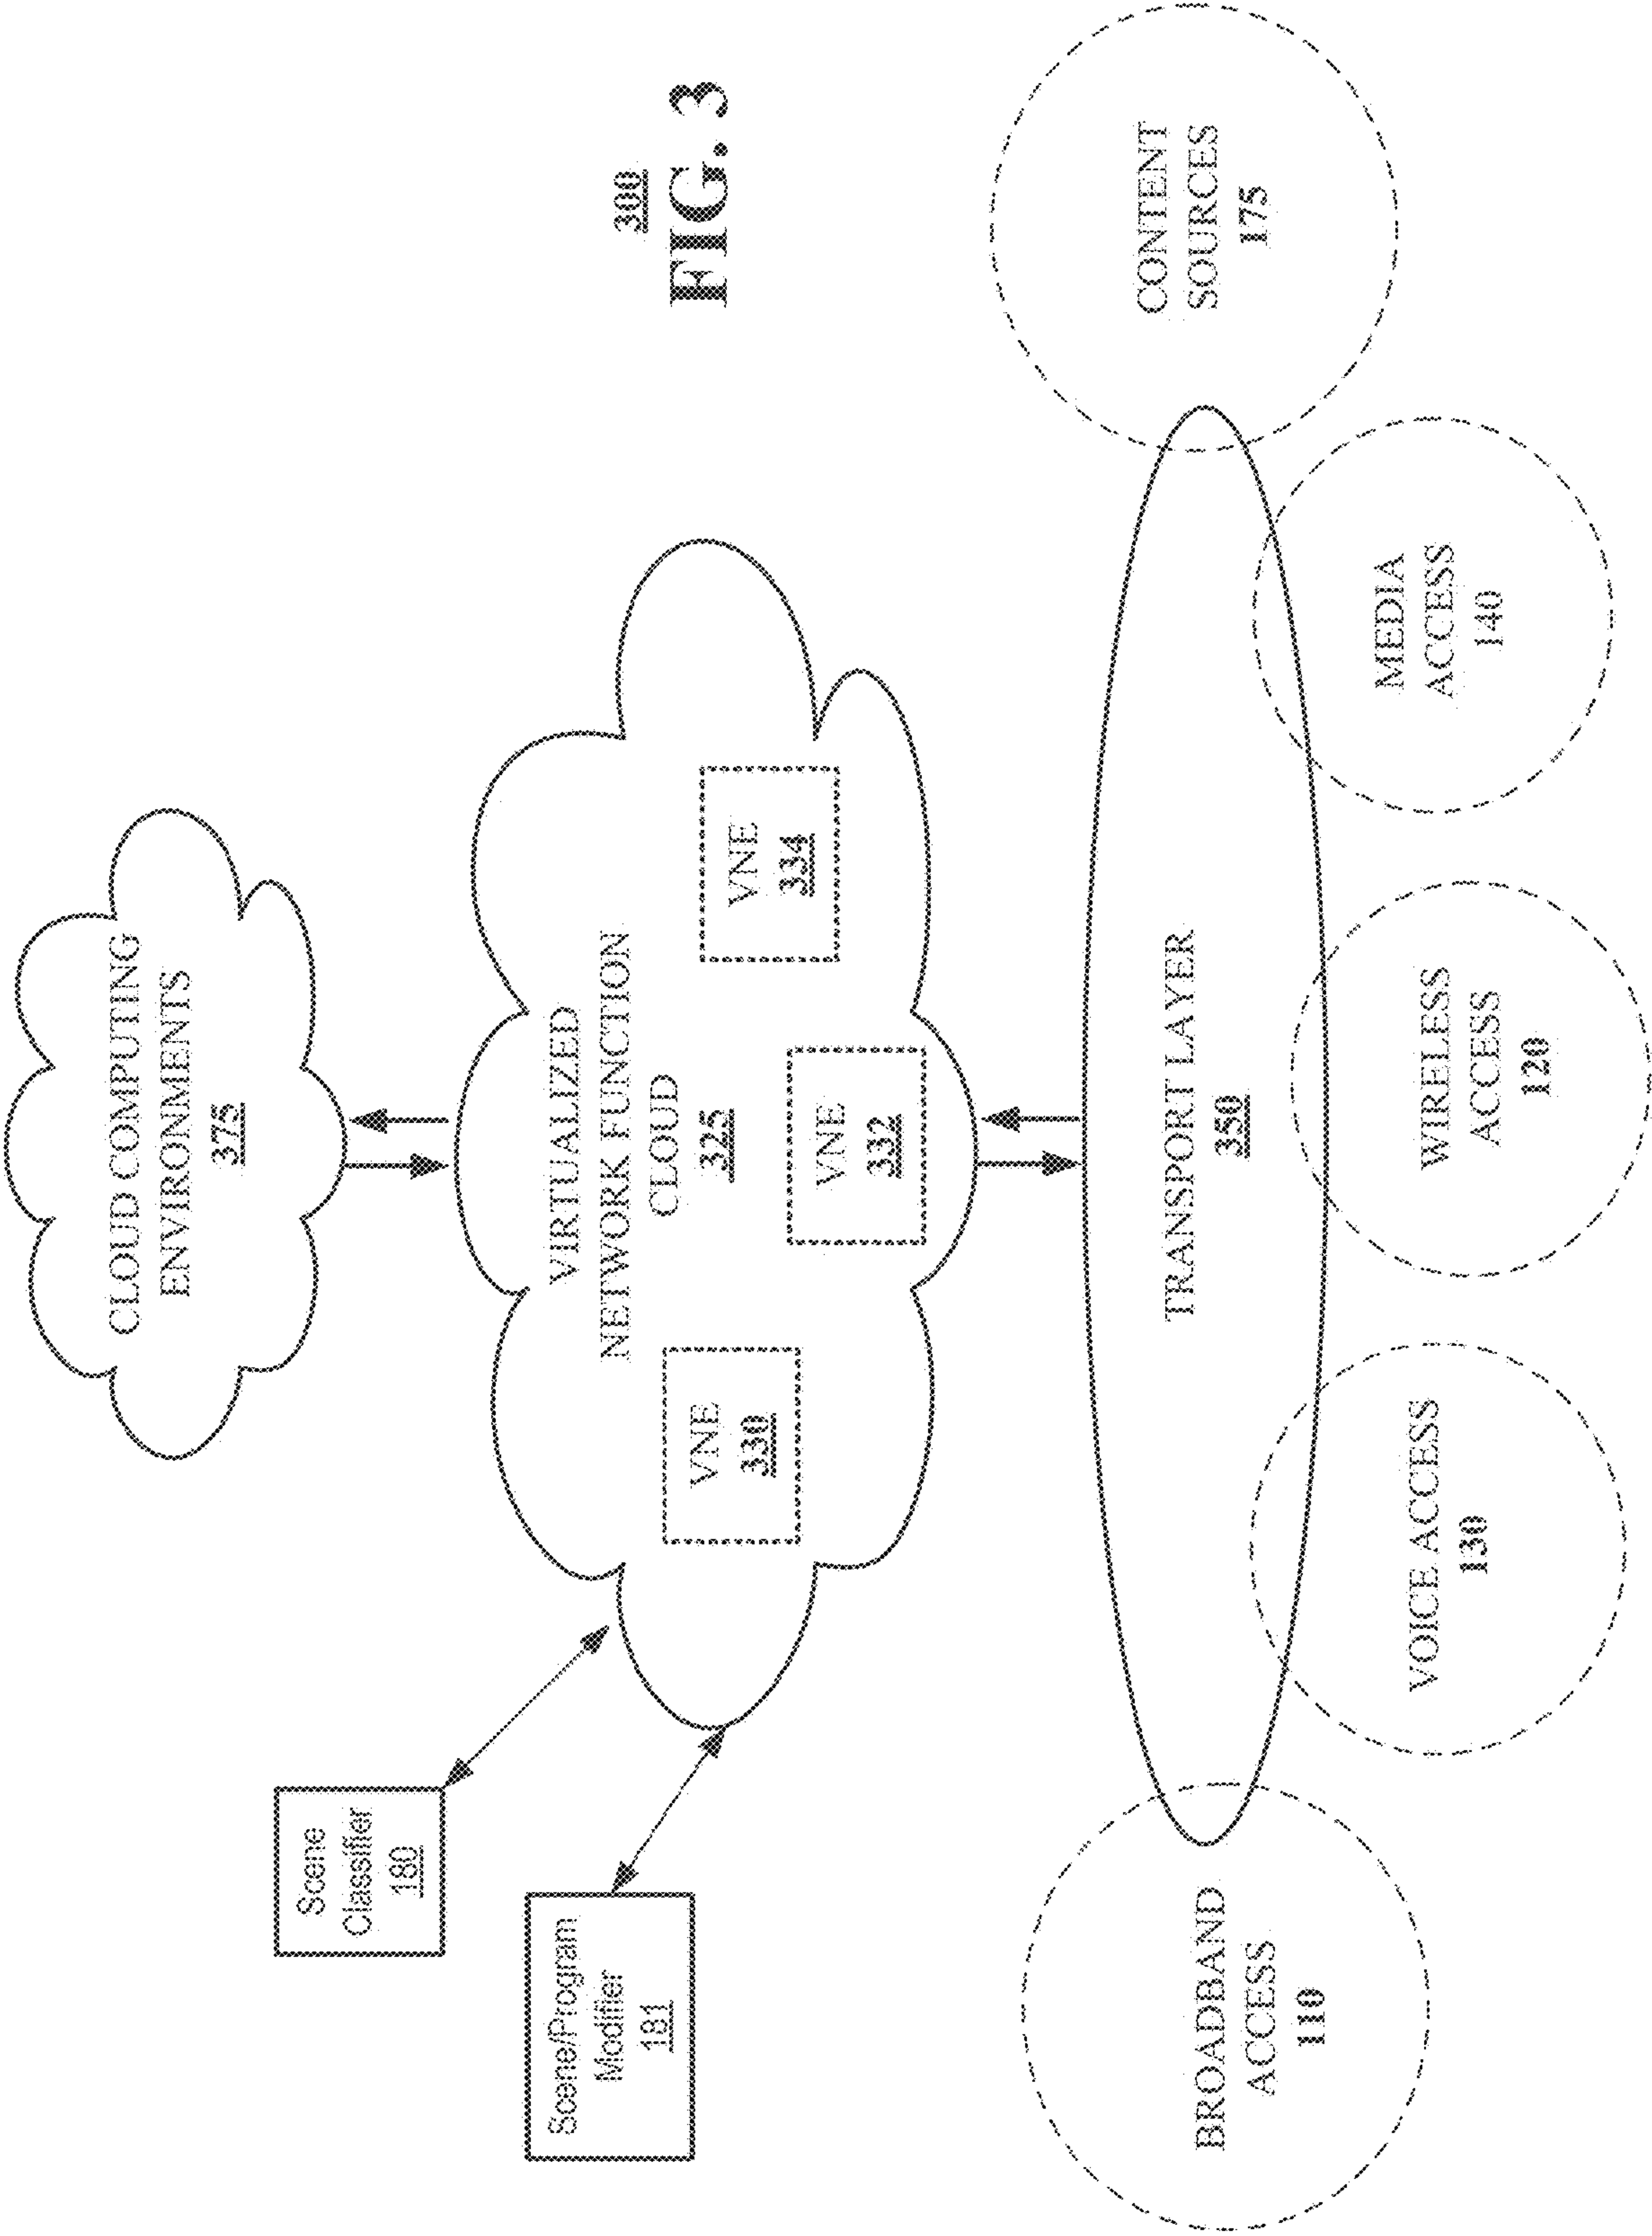 CLOUD COMPUTING
ENVIRONMENTS
375
Scene
Classifier
180
Scene/Program
Modifier
181
VIRTUALIZED
NETWORK FUNCTION
CLOUD
325
VNE
330
VNE
332
VNE
334
300
FIG. 3
TRANSPORT LAYER
350
BROADBAND
ACCESS
110
VOICE ACCESS
130
WIRELESS
ACCESS
120
MEDIA
ACCESS
140
CONTENT
SOURCES
175